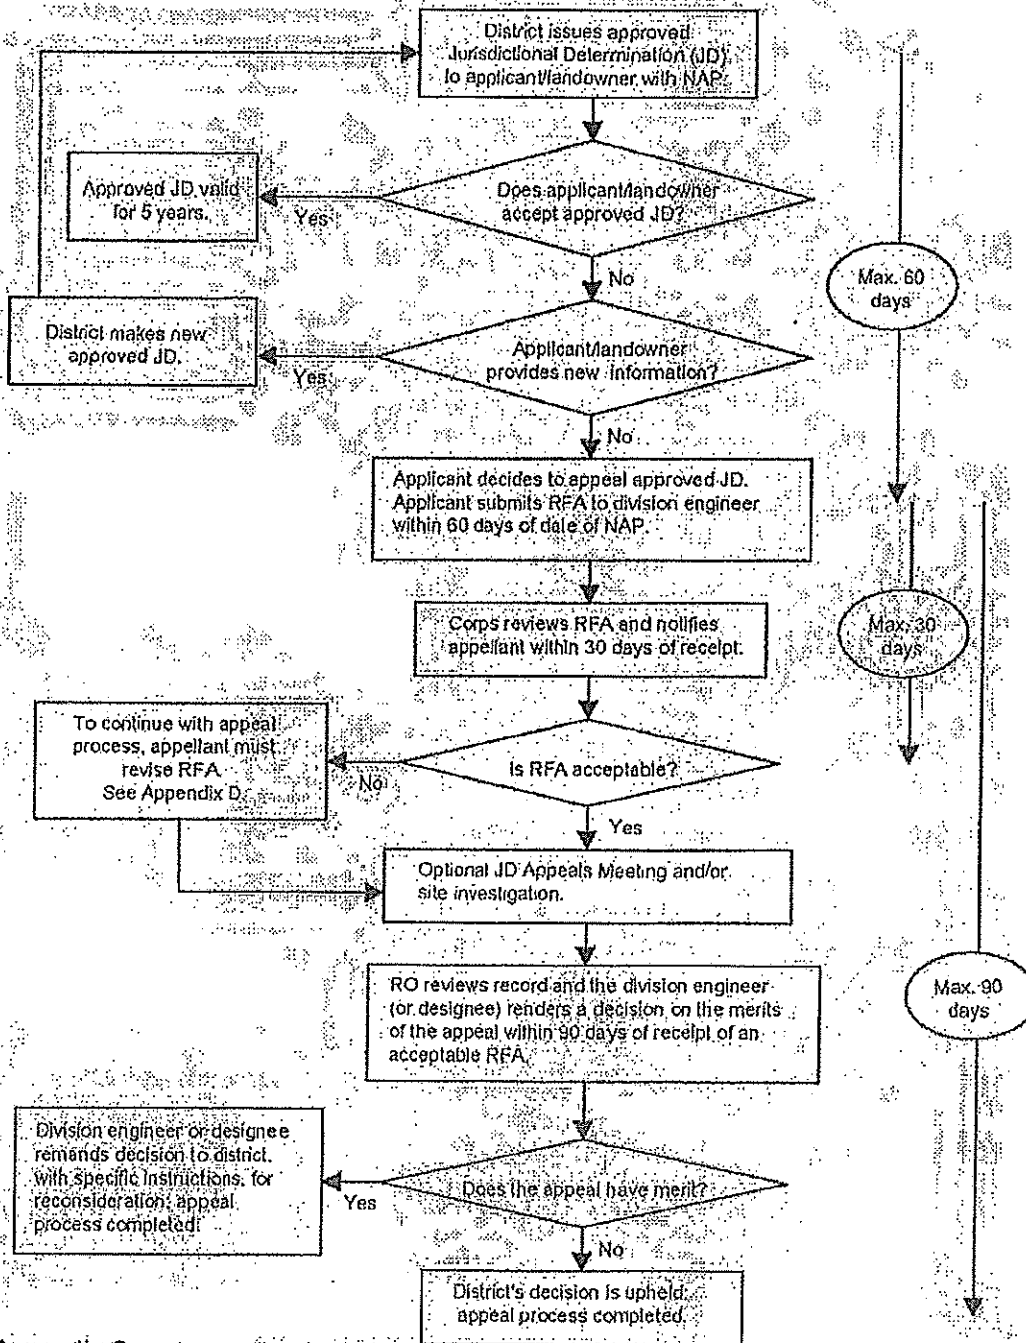 District issues approved
Jurisdictional Determination (JD)
to applicant/landowner with NAP.
Does applicant/landowner
accept approved JD?
Yes
Approved JD valid
for 5 years.
No
Max. 60
days
Applicant/landowner
provides new information?
Yes
District makes new
approved JD.
No
Applicant decides to appeal approved JD.
Applicant submits RFA to division engineer
within 60 days of date of NAP.
Corps reviews RFA and notifies
appellant within 30 days of receipt.
Max. 30
days
Is RFA acceptable?
No
To continue with appeal
process, appellant must
revise RFA.
See Appendix D.
Yes
Optional JD Appeals Meeting and/or
site investigation.
RO reviews record and the division engineer
(or designee) renders a decision on the merits
of the appeal within 90 days of receipt of an
acceptable RFA.
Max. 90
days
Does the appeal have merit?
Yes
Division engineer or designee
remands decision to district,
with specific instructions, for
reconsideration; appeal
process completed.
No
District's decision is upheld;
appeal process completed.